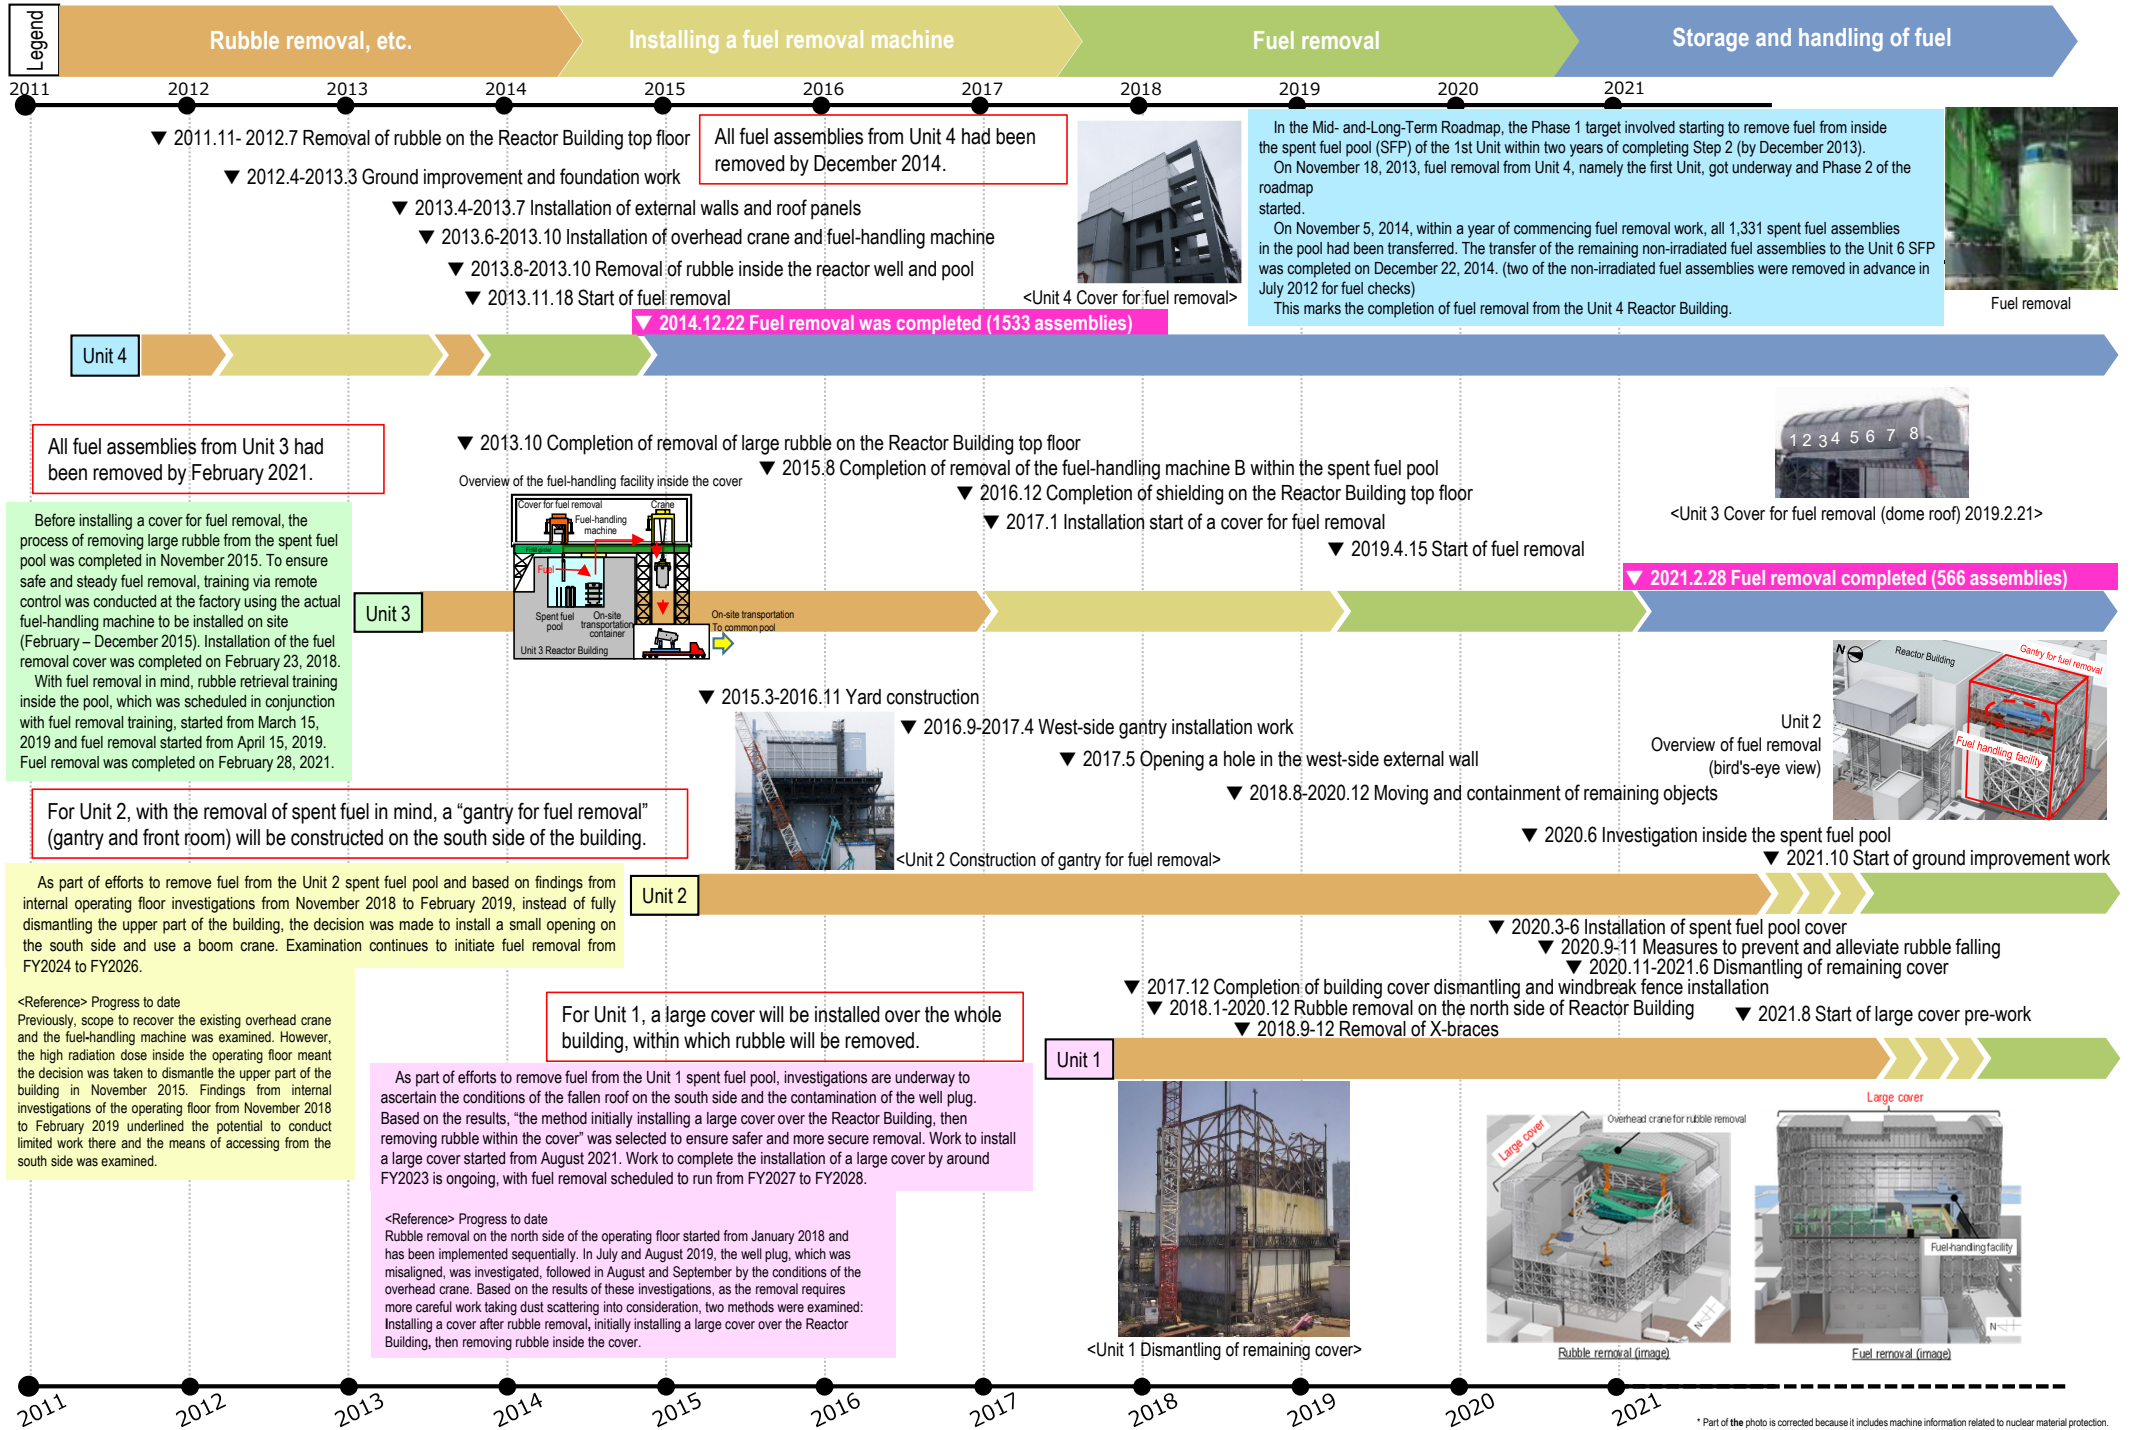 Legend
Rubble removal, etc.
Installing a fuel removal machine
Fuel removal
Storage and handling of fuel
2011 2012 2013 2014 2015 2016 2017 2018 2019 2020 2021
▼ 2011.11- 2012.7 Removal of rubble on the Reactor Building top floor
▼ 2012.4-2013.3 Ground improvement and foundation work
▼ 2013.4-2013.7 Installation of external walls and roof panels
▼ 2013.6-2013.10 Installation of overhead crane and fuel-handling machine
▼ 2013.8-2013.10 Removal of rubble inside the reactor well and pool
▼ 2013.11.18 Start of fuel removal
▼ 2014.12.22 Fuel removal was completed (1533 assemblies)
All fuel assemblies from Unit 4 had been
removed by December 2014.
<Unit 4 Cover for fuel removal>
In the Mid- and-Long-Term Roadmap, the Phase 1 target involved starting to remove fuel from inside
the spent fuel pool (SFP) of the 1st Unit within two years of completing Step 2 (by December 2013).
On November 18, 2013, fuel removal from Unit 4, namely the first Unit, got underway and Phase 2 of the
roadmap
started.
On November 5, 2014, within a year of commencing fuel removal work, all 1,331 spent fuel assemblies
in the pool had been transferred. The transfer of the remaining non-irradiated fuel assemblies to the Unit 6 SFP
was completed on December 22, 2014. (two of the non-irradiated fuel assemblies were removed in advance in
July 2012 for fuel checks)
This marks the completion of fuel removal from the Unit 4 Reactor Building.
Fuel removal
Unit 4
All fuel assemblies from Unit 3 had
been removed by February 2021.
▼ 2013.10 Completion of removal of large rubble on the Reactor Building top floor
▼ 2015.8 Completion of removal of the fuel-handling machine B within the spent fuel pool
▼ 2016.12 Completion of shielding on the Reactor Building top floor
▼ 2017.1 Installation start of a cover for fuel removal
▼ 2019.4.15 Start of fuel removal
▼ 2021.2.28 Fuel removal completed (566 assemblies)
1 2 3 4 5 6 7 8
<Unit 3 Cover for fuel removal (dome roof) 2019.2.21>
Before installing a cover for fuel removal, the
process of removing large rubble from the spent fuel
pool was completed in November 2015. To ensure
safe and steady fuel removal, training via remote
control was conducted at the factory using the actual
fuel-handling machine to be installed on site
(February – December 2015). Installation of the fuel
removal cover was completed on February 23, 2018.
With fuel removal in mind, rubble retrieval training
inside the pool, which was scheduled in conjunction
with fuel removal training, started from March 15,
2019 and fuel removal started from April 15, 2019.
Fuel removal was completed on February 28, 2021.
Unit 3
Overview of the fuel-handling facility inside the cover
Cover for fuel removal
Crane
Fuel-handling
machine
FHM girder
Fuel
Spent fuel
pool
On-site
transportation
container
Unit 3 Reactor Building
On-site transportation
To common pool
▼ 2015.3-2016.11 Yard construction
▼ 2016.9-2017.4 West-side gantry installation work
▼ 2017.5 Opening a hole in the west-side external wall
▼ 2018.8-2020.12 Moving and containment of remaining objects
▼ 2020.6 Investigation inside the spent fuel pool
▼ 2021.10 Start of ground improvement work
<Unit 2 Construction of gantry for fuel removal>
Unit 2
Overview of fuel removal
(bird's-eye view)
N
Reactor Building
Gantry for fuel removal
Fuel handling facility
For Unit 2, with the removal of spent fuel in mind, a “gantry for fuel removal”
(gantry and front room) will be constructed on the south side of the building.
As part of efforts to remove fuel from the Unit 2 spent fuel pool and based on findings from
internal operating floor investigations from November 2018 to February 2019, instead of fully
dismantling the upper part of the building, the decision was made to install a small opening on
the south side and use a boom crane. Examination continues to initiate fuel removal from
FY2024 to FY2026.
<Reference> Progress to date
Previously, scope to recover the existing overhead crane
and the fuel-handling machine was examined. However,
the high radiation dose inside the operating floor meant
the decision was taken to dismantle the upper part of the
building in November 2015. Findings from internal
investigations of the operating floor from November 2018
to February 2019 underlined the potential to conduct
limited work there and the means of accessing from the
south side was examined.
Unit 2
▼ 2020.3-6 Installation of spent fuel pool cover
▼ 2020.9-11 Measures to prevent and alleviate rubble falling
▼ 2020.11-2021.6 Dismantling of remaining cover
▼ 2017.12 Completion of building cover dismantling and windbreak fence installation
▼ 2018.1-2020.12 Rubble removal on the north side of Reactor Building
▼ 2018.9-12 Removal of X-braces
▼ 2021.8 Start of large cover pre-work
For Unit 1, a large cover will be installed over the whole
building, within which rubble will be removed.
Unit 1
As part of efforts to remove fuel from the Unit 1 spent fuel pool, investigations are underway to
ascertain the conditions of the fallen roof on the south side and the contamination of the well plug.
Based on the results, “the method initially installing a large cover over the Reactor Building, then
removing rubble within the cover” was selected to ensure safer and more secure removal. Work to install
a large cover started from August 2021. Work to complete the installation of a large cover by around
FY2023 is ongoing, with fuel removal scheduled to run from FY2027 to FY2028.
<Reference> Progress to date
Rubble removal on the north side of the operating floor started from January 2018 and
has been implemented sequentially. In July and August 2019, the well plug, which was
misaligned, was investigated, followed in August and September by the conditions of the
overhead crane. Based on the results of these investigations, as the removal requires
more careful work taking dust scattering into consideration, two methods were examined:
Installing a cover after rubble removal, initially installing a large cover over the Reactor
Building, then removing rubble inside the cover.
<Unit 1 Dismantling of remaining cover>
Large cover
Overhead crane for rubble removal
N
Rubble removal (image)
Large cover
Fuel-handling facility
N
Fuel removal (image)
2011 2012 2013 2014 2015 2016 2017 2018 2019 2020 2021
* Part of the photo is corrected because it includes machine information related to nuclear material protection.